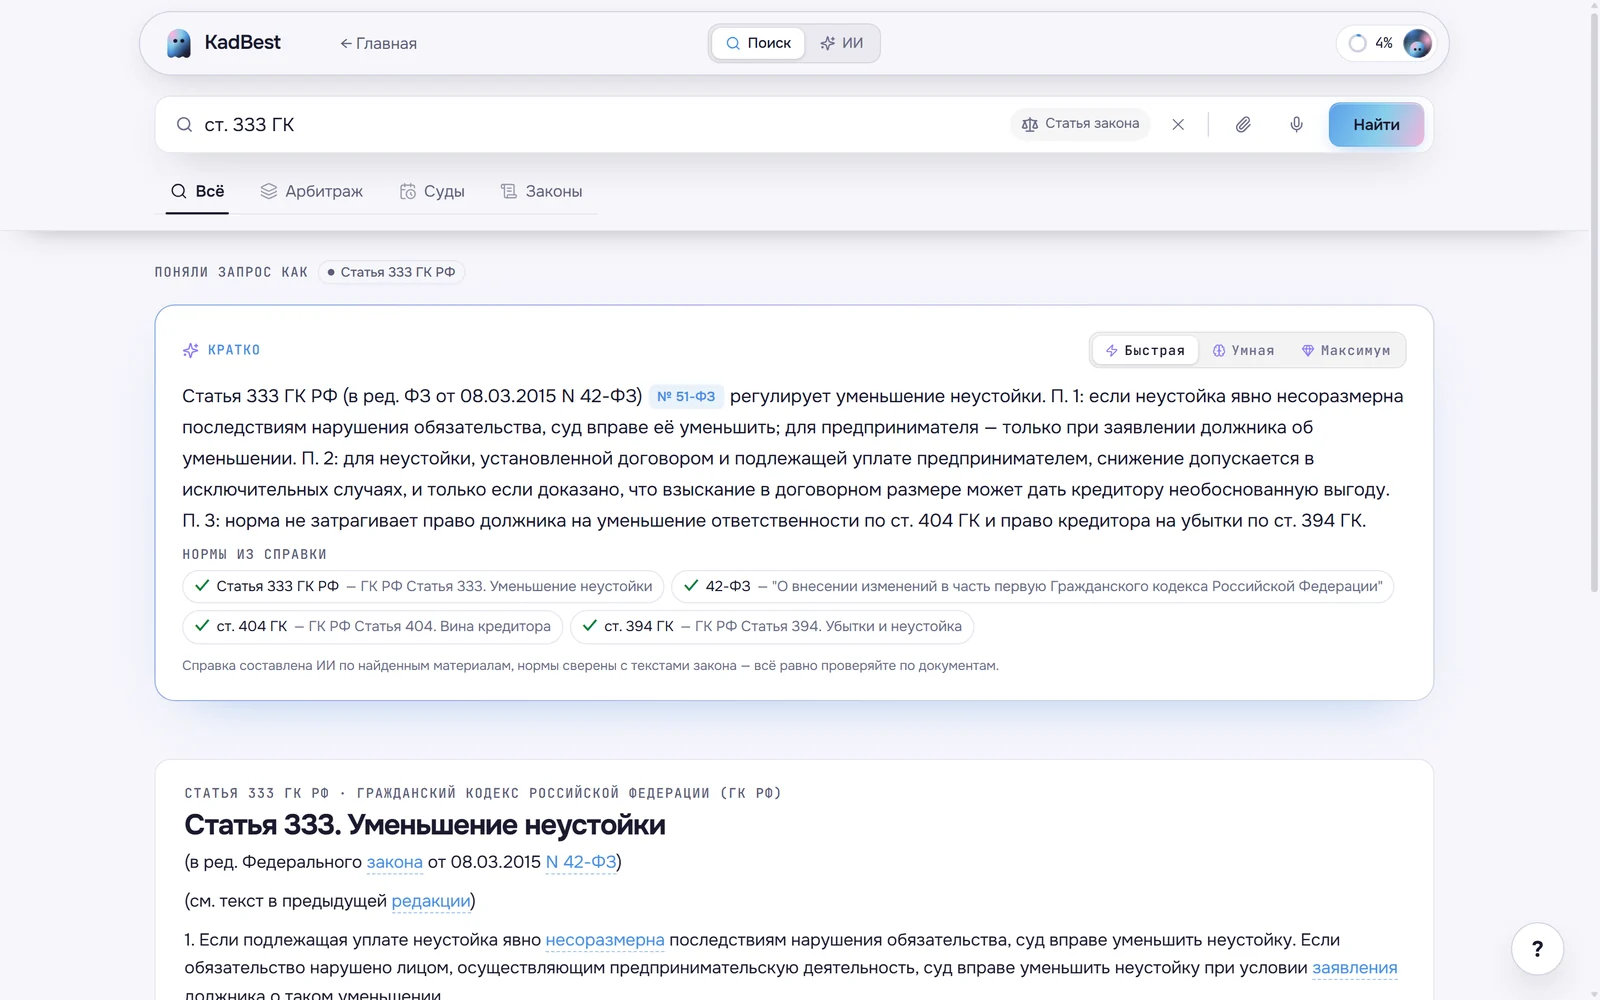 KadBest
← Главная
Поиск
ИИ
4%
ст. 333 ГК
Статья закона
Найти
Всё
Арбитраж
Суды
Законы
ПОНЯЛИ ЗАПРОС КАК
• Статья 333 ГК РФ
КРАТКО
Быстрая
Умная
Максимум
Статья 333 ГК РФ (в ред. ФЗ от 08.03.2015 N 42-ФЗ) № 51-ФЗ регулирует уменьшение неустойки. П. 1: если неустойка явно несоразмерна
последствиям нарушения обязательства, суд вправе её уменьшить; для предпринимателя — только при заявлении должника об
уменьшении. П. 2: для неустойки, установленной договором и подлежащей уплате предпринимателем, снижение допускается в
исключительных случаях, и только если доказано, что взыскание в договорном размере может дать кредитору необоснованную выгоду.
П. 3: норма не затрагивает право должника на уменьшение ответственности по ст. 404 ГК и право кредитора на убытки по ст. 394 ГК.
НОРМЫ ИЗ СПРАВКИ
Статья 333 ГК РФ — ГК РФ Статья 333. Уменьшение неустойки
42-ФЗ — "О внесении изменений в часть первую Гражданского кодекса Российской Федерации"
ст. 404 ГК — ГК РФ Статья 404. Вина кредитора
ст. 394 ГК — ГК РФ Статья 394. Убытки и неустойка
Справка составлена ИИ по найденным материалам, нормы сверены с текстами закона — всё равно проверяйте по документам.
СТАТЬЯ 333 ГК РФ · ГРАЖДАНСКИЙ КОДЕКС РОССИЙСКОЙ ФЕДЕРАЦИИ (ГК РФ)
Статья 333. Уменьшение неустойки
(в ред. Федерального закона от 08.03.2015 N 42-ФЗ)
(см. текст в предыдущей редакции)
1. Если подлежащая уплате неустойка явно несоразмерна последствиям нарушения обязательства, суд вправе уменьшить неустойку. Если
обязательство нарушено лицом, осуществляющим предпринимательскую деятельность, суд вправе уменьшить неустойку при условии заявления
должника о таком уменьшении.
?